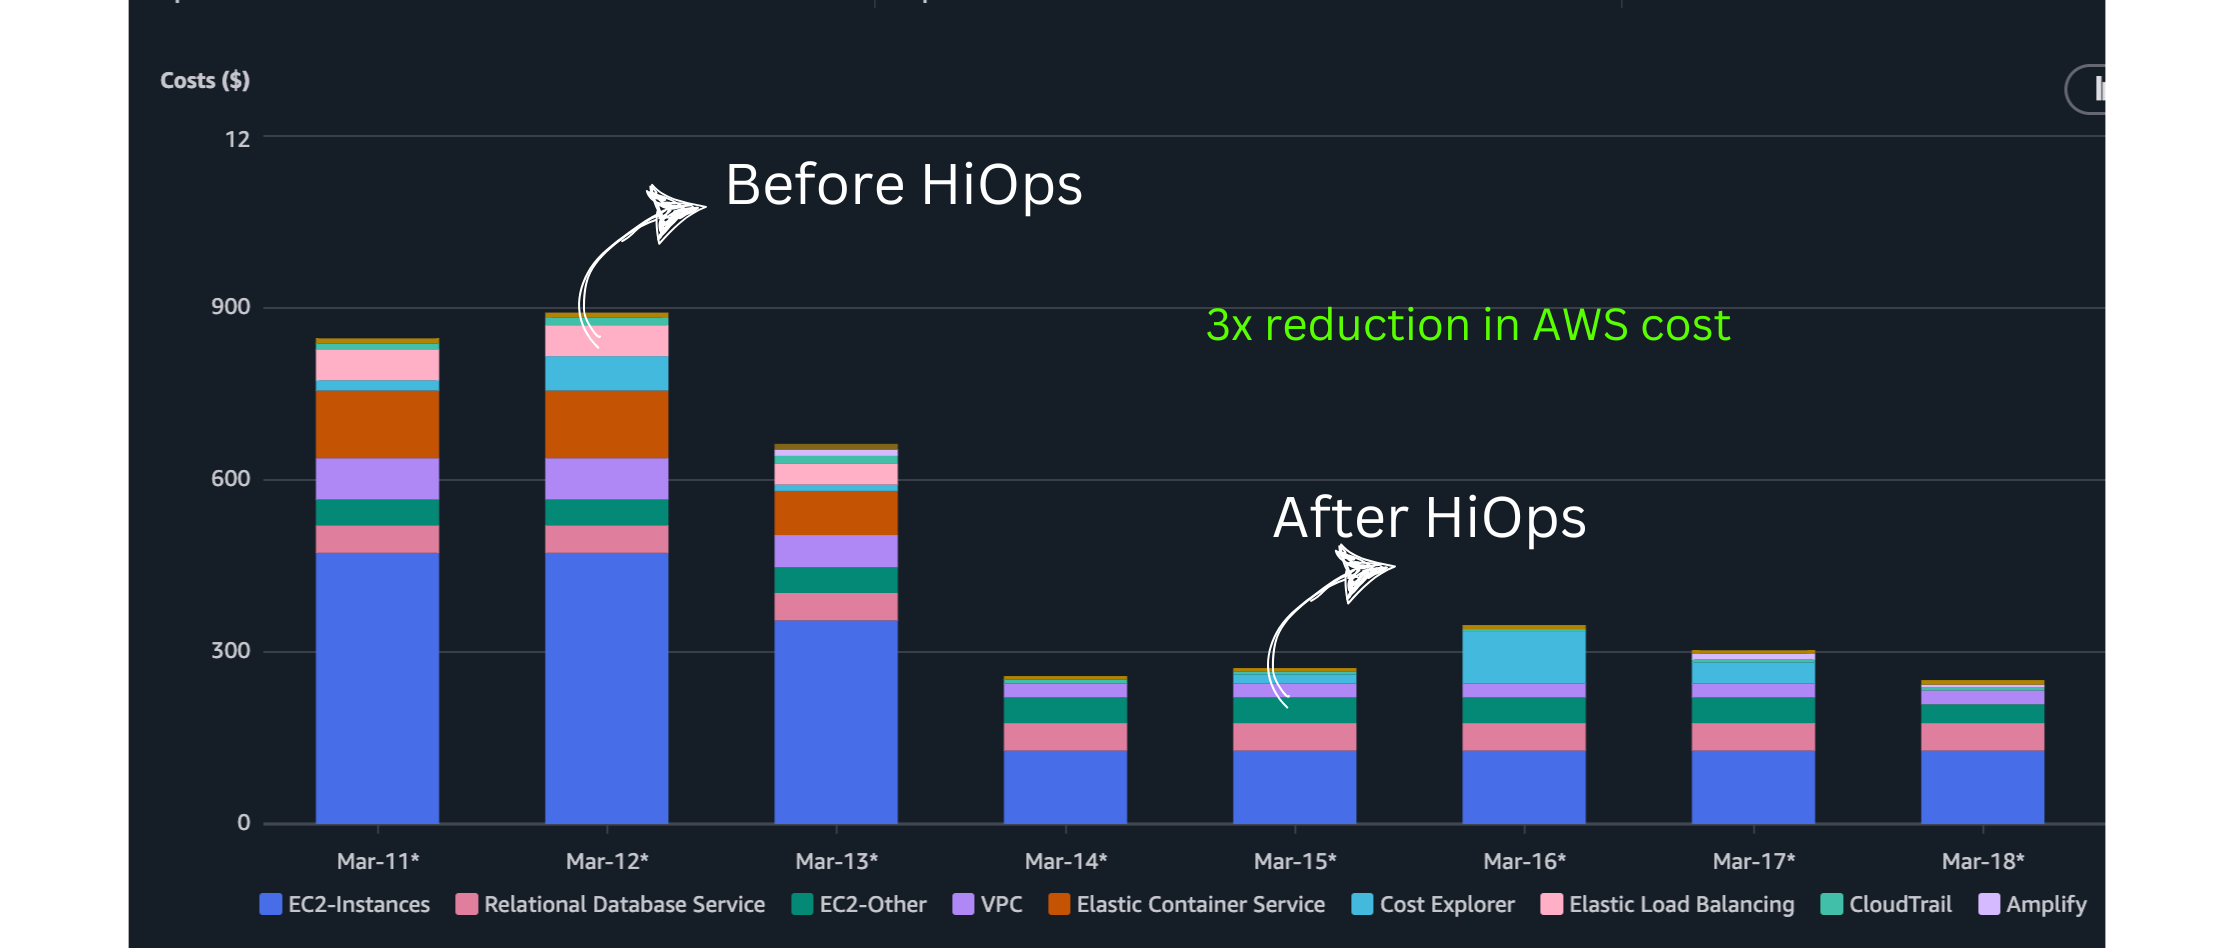 Costs ($)
12
Before HiOps
900
3x reduction in AWS cost
600
After HiOps
300
0
Mar-11* Mar-12* Mar-13* Mar-14* Mar-15* Mar-16* Mar-17* Mar-18*
EC2-Instances Relational Database Service EC2-Other VPC Elastic Container Service Cost Explorer Elastic Load Balancing CloudTrail Amplify